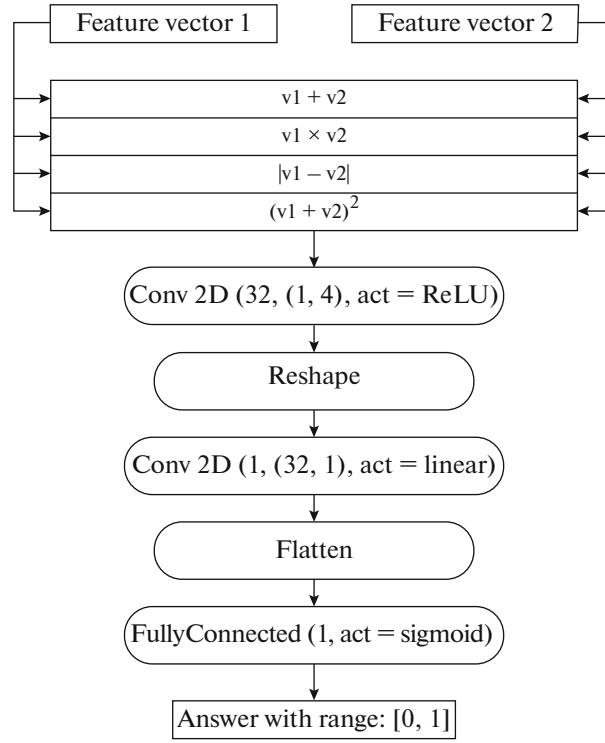 Feature vector 1
Feature vector 2
v1 + v2
v1 × v2
|v1 – v2|
(v1 + v2)²
Conv 2D (32, (1, 4), act = ReLU)
Reshape
Conv 2D (1, (32, 1), act = linear)
Flatten
FullyConnected (1, act = sigmoid)
Answer with range: [0, 1]